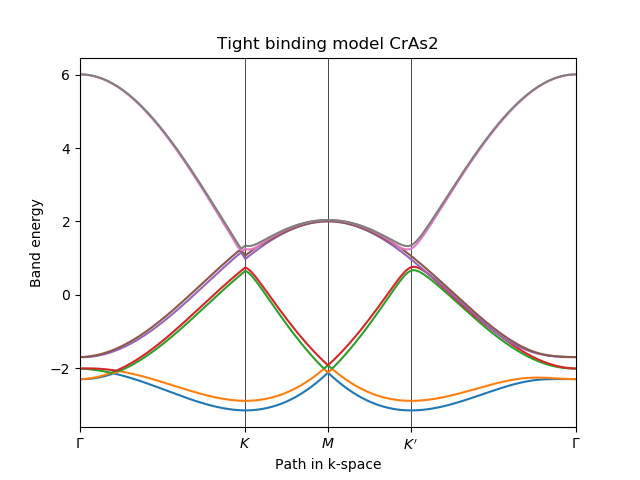 Tight binding model CrAs2
Band energy
6
4
2
0
−2
Γ
K
M
K′
Γ
Path in k-space